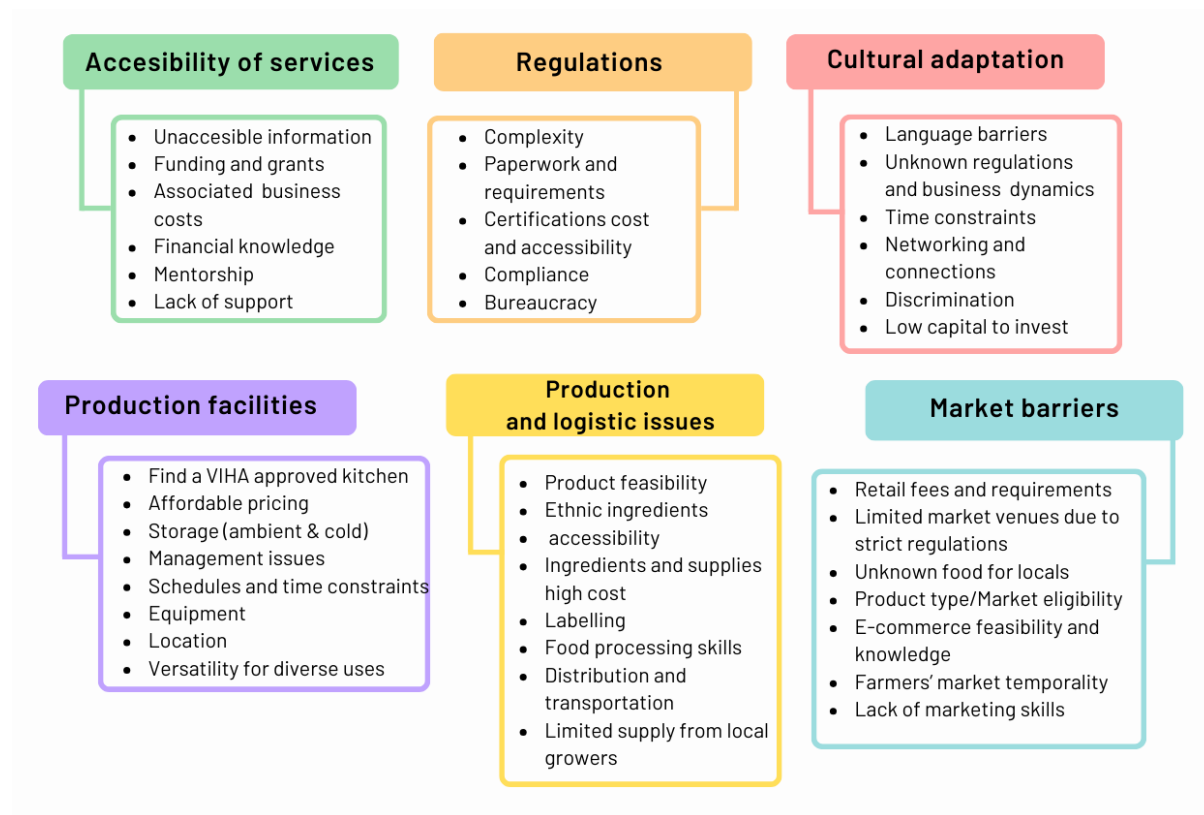 Accesibility of services
• Unaccesible information
• Funding and grants
• Associated business
costs
• Financial knowledge
• Mentorship
• Lack of support
Regulations
• Complexity
• Paperwork and
requirements
• Certifications cost
and accessibility
• Compliance
• Bureaucracy
Cultural adaptation
• Language barriers
• Unknown regulations
and business dynamics
• Time constraints
• Networking and
connections
• Discrimination
• Low capital to invest
Production facilities
• Find a VIHA approved kitchen
• Affordable pricing
• Storage (ambient & cold)
• Management issues
• Schedules and time constraints
• Equipment
• Location
• Versatility for diverse uses
Production
and logistic issues
• Product feasibility
• Ethnic ingredients
• accessibility
• Ingredients and supplies
high cost
• Labelling
• Food processing skills
• Distribution and
transportation
• Limited supply from local
growers
Market barriers
• Retail fees and requirements
• Limited market venues due to
strict regulations
• Unknown food for locals
• Product type/Market eligibility
• E-commerce feasibility and
knowledge
• Farmers' market temporality
• Lack of marketing skills